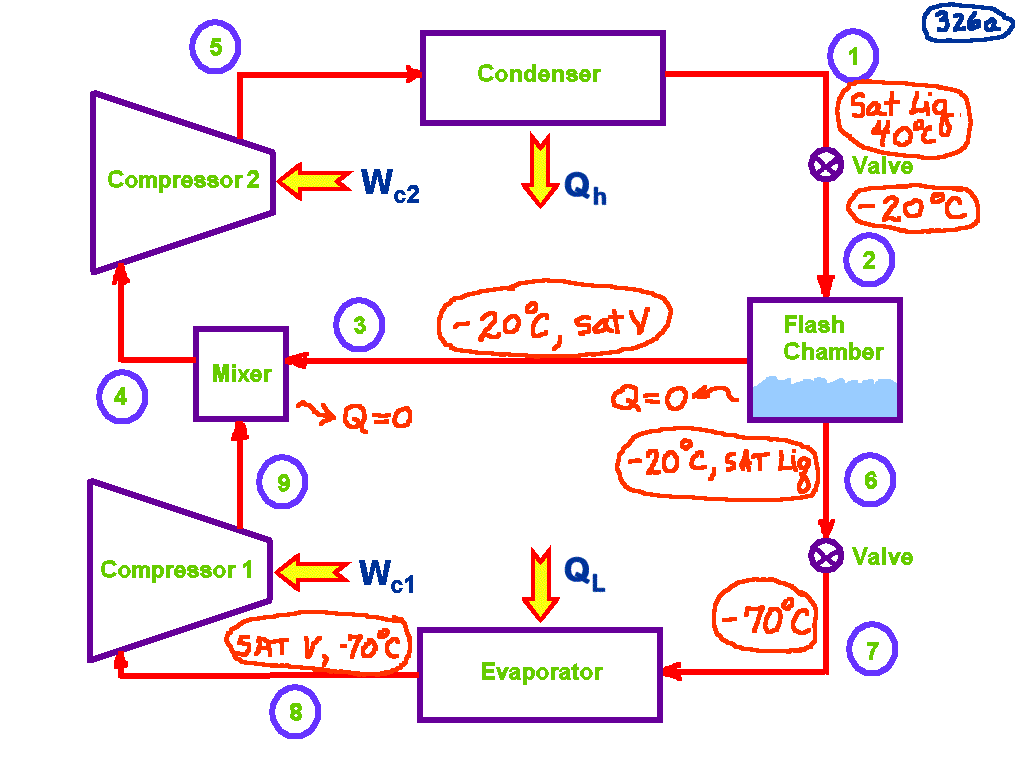 326a
5
Condenser
1
Sat Liq.
40°C
Compressor 2
Wc2
Qh
Valve
-20°C
2
3
-20°C, sat V
Flash
Chamber
Mixer
4
Q=0
Q=0
-20°C, SAT Liq
6
9
Compressor 1
Wc1
QL
Valve
SAT V, -70°C
-70°C
7
Evaporator
8